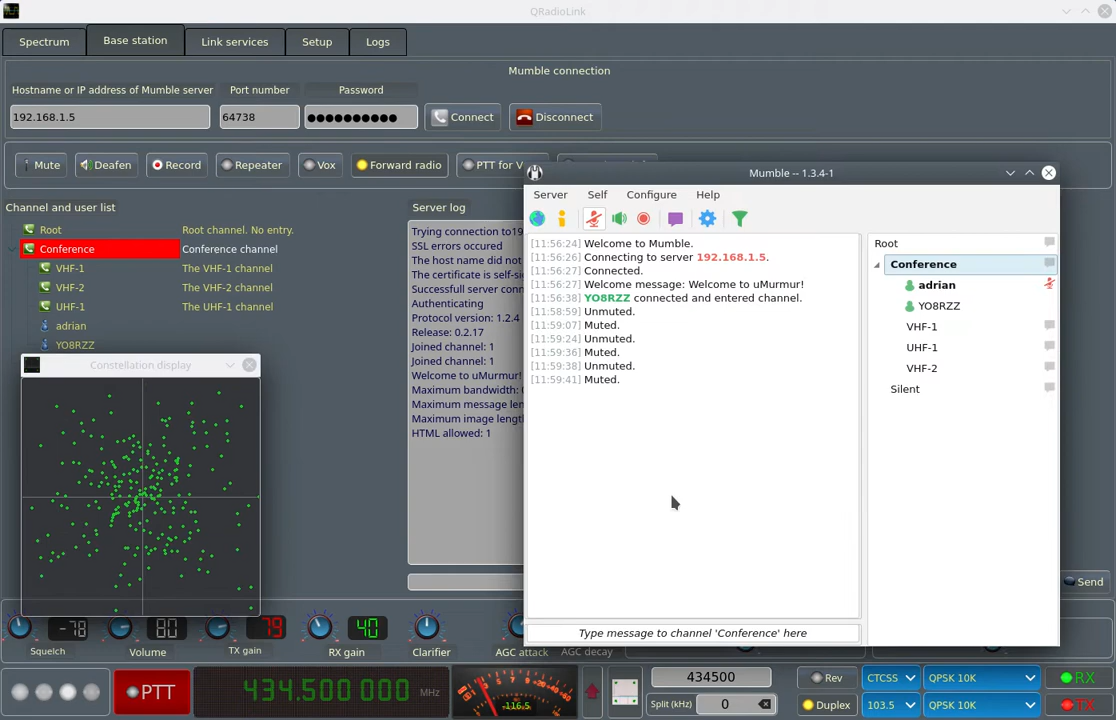 QRadioLink
Spectrum
Base station
Link services
Setup
Logs
Mumble connection
Hostname or IP address of Mumble server
Port number
Password
192.168.1.5
64738
●●●●●●●●●●
Connect
Disconnect
Mute
Deafen
Record
Repeater
Vox
Forward radio
PTT for V
Channel and user list
Root
Root channel. No entry.
Conference
Conference channel
VHF-1
The VHF-1 channel
VHF-2
The VHF-2 channel
UHF-1
The UHF-1 channel
adrian
YO8RZZ
Server log
Trying connection to19
SSL errors occured
The host name did not
The certificate is self-sig
Successfull server conn
Authenticating
Protocol version: 1.2.4
Release: 0.2.17
Joined channel: 1
Joined channel: 1
Welcome to uMurmur!
Maximum bandwidth:
Maximum message len
Maximum image length
HTML allowed: 1
Constellation display
Mumble -- 1.3.4-1
Server
Self
Configure
Help
[11:56:24] Welcome to Mumble.
[11:56:26] Connecting to server 192.168.1.5.
[11:56:27] Connected.
[11:56:27] Welcome message: Welcome to uMurmur!
[11:56:38] YO8RZZ connected and entered channel.
[11:58:59] Unmuted.
[11:59:07] Muted.
[11:59:24] Unmuted.
[11:59:36] Muted.
[11:59:38] Unmuted.
[11:59:41] Muted.
Root
Conference
adrian
YO8RZZ
VHF-1
UHF-1
VHF-2
Silent
Type message to channel 'Conference' here
Send
-78
80
79
40
Squelch
Volume
TX gain
RX gain
Clarifier
AGC attack
AGC decay
PTT
434.500 000
MHz
-116.5
434500
Split (kHz)
0
Rev
Duplex
CTCSS
103.5
QPSK 10K
QPSK 10K
RX
TX